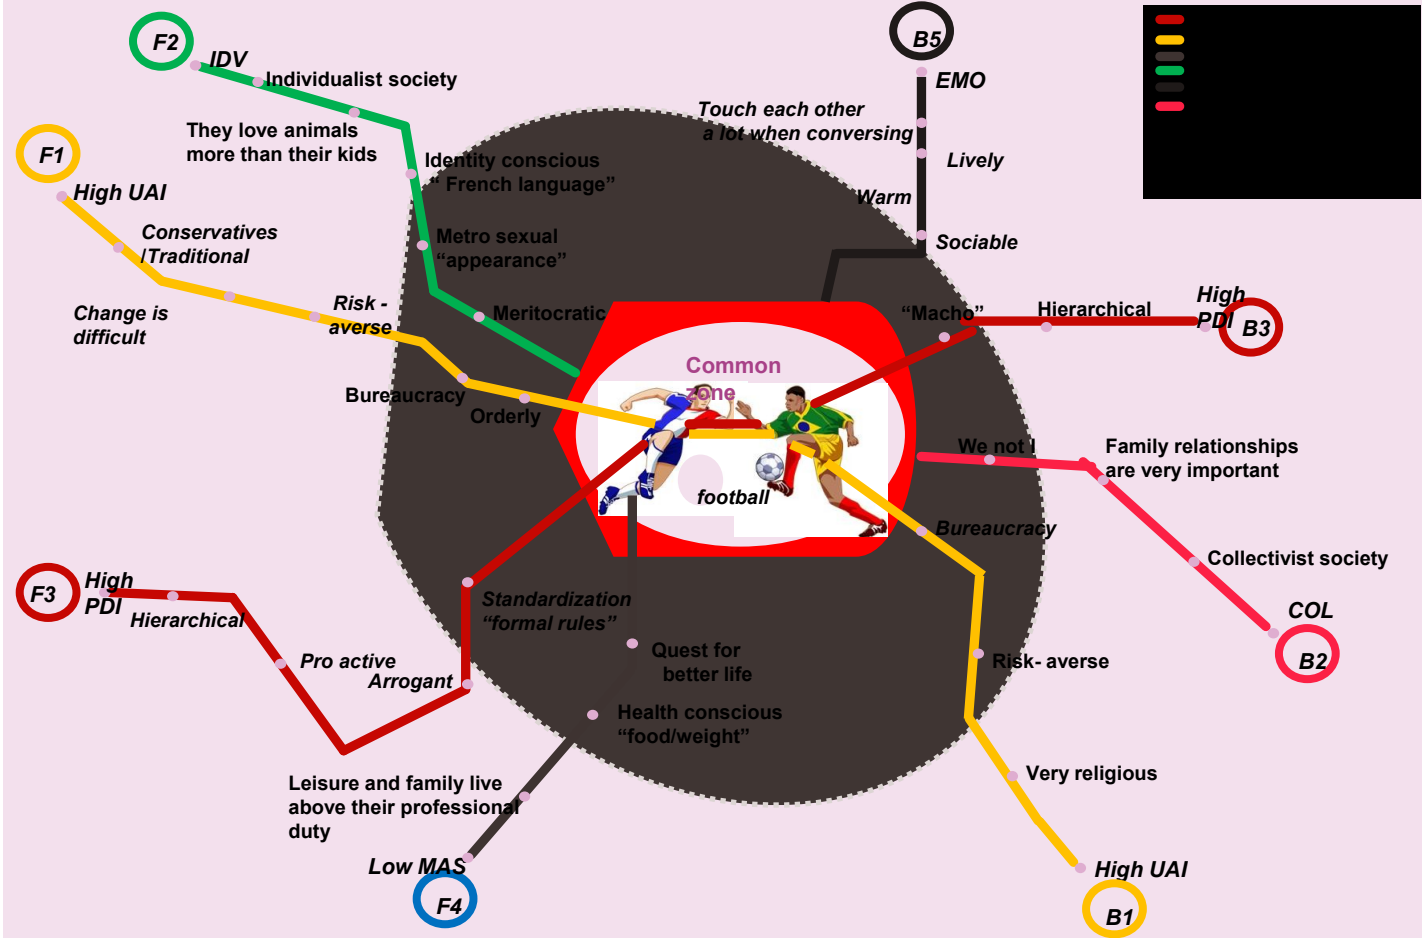 F2
IDV
Individualist society
They love animals
more than their kids
Identity conscious
“ French language”
Metro sexual
“appearance”
Meritocratic
F1
High UAI
Conservatives
/Traditional
Change is
difficult
Risk -
averse
Bureaucracy
Orderly
B5
EMO
Touch each other
a lot when conversing
Lively
Warm
Sociable
“Macho”
Hierarchical
High
PDI
B3
Common
zone
football
We not I
Family relationships
are very important
Collectivist society
COL
B2
Bureaucracy
Risk- averse
Very religious
High UAI
B1
F3
High
PDI
Hierarchical
Pro active
Arrogant
Standardization
“formal rules”
Quest for
better life
Health conscious
“food/weight”
Leisure and family live
above their professional
duty
Low MAS
F4